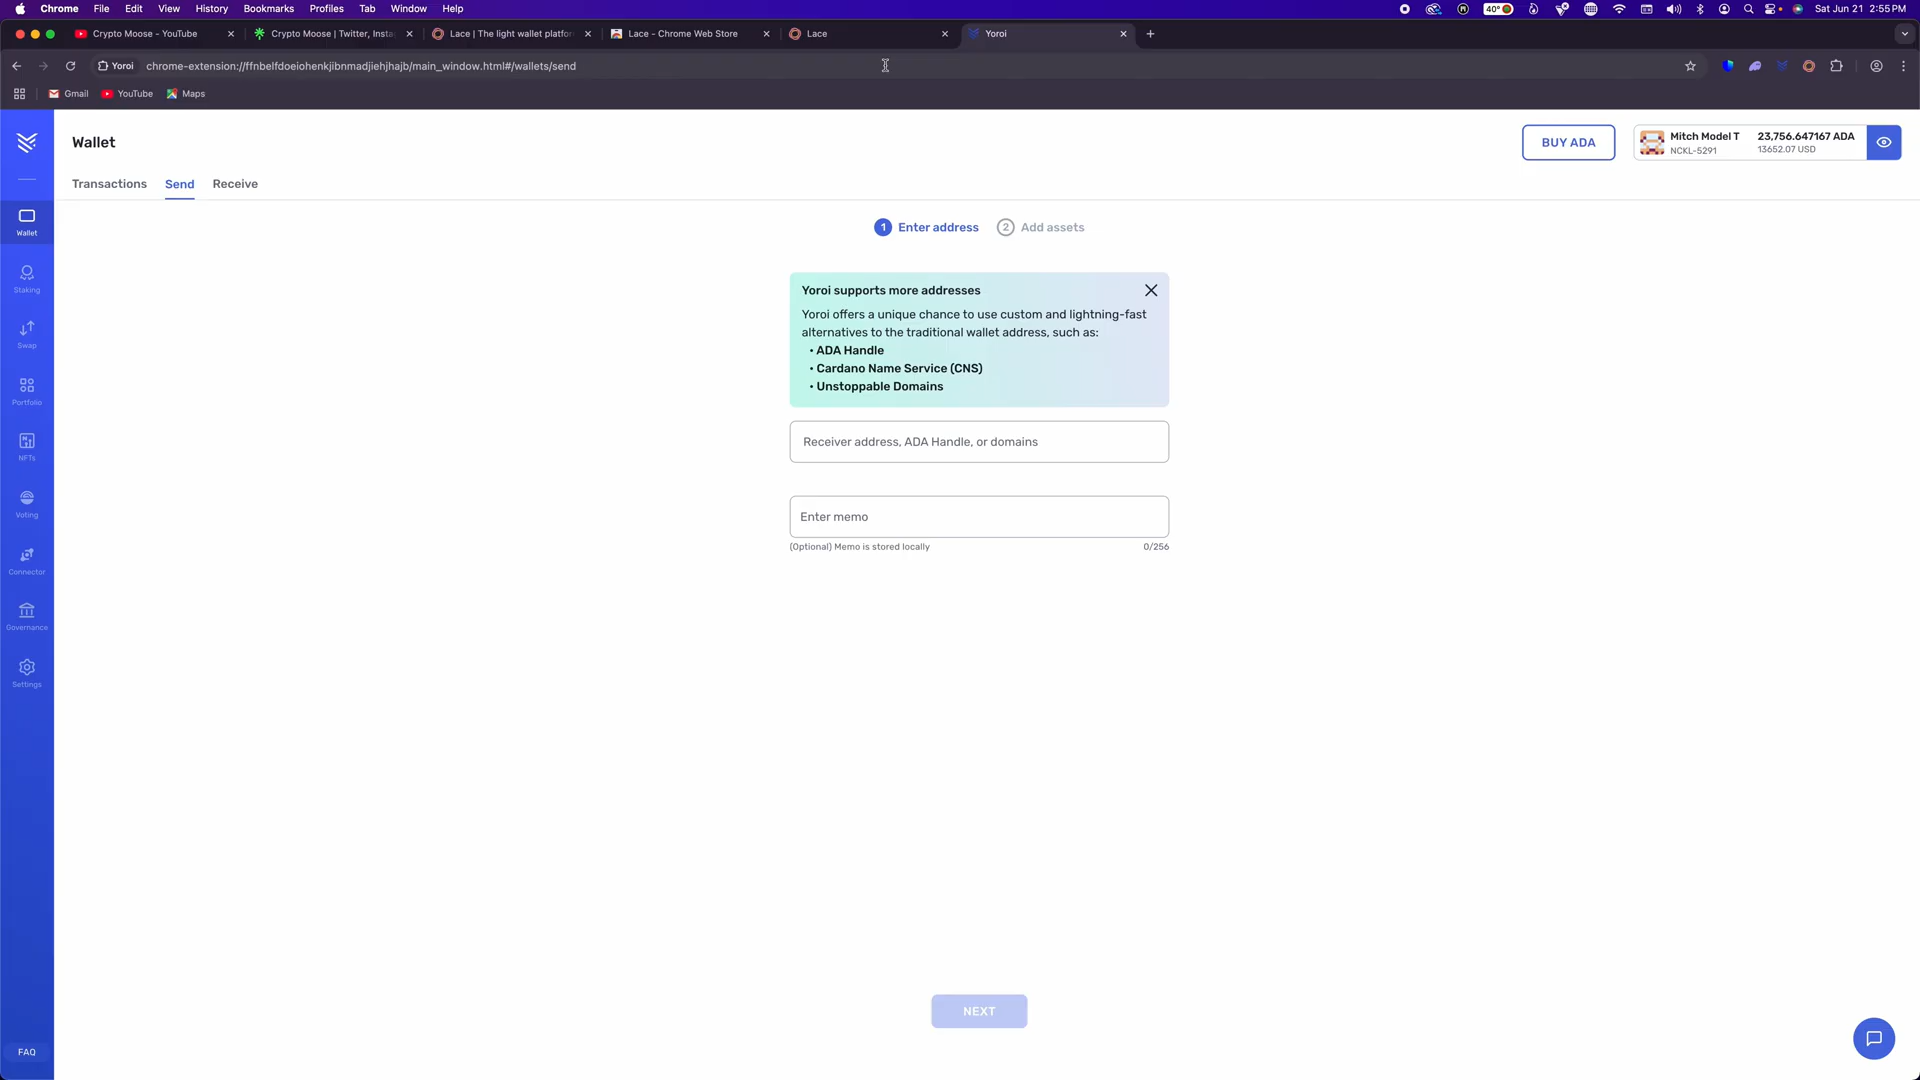 Chrome File Edit View History Bookmarks Profiles Tab Window Help 40° Sat Jun 21 2:55 PM
Crypto Moose - YouTube Crypto Moose | Twitter, Insta Lace | The light wallet platfor Lace - Chrome Web Store Lace Yoroi
Yoroi chrome-extension://ffnbelfdoeiohenkjibnmadjiehjhajb/main_window.html#/wallets/send
Gmail YouTube Maps
Wallet
BUY ADA
Mitch Model T 23,756.647167 ADA
NCKL-5291 13652.07 USD
Transactions Send Receive
1 Enter address 2 Add assets
Wallet
Staking
Swap
Portfolio
NFTs
Voting
Connector
Governance
Settings
FAQ
Yoroi supports more addresses
Yoroi offers a unique chance to use custom and lightning-fast
alternatives to the traditional wallet address, such as:
• ADA Handle
• Cardano Name Service (CNS)
• Unstoppable Domains
Receiver address, ADA Handle, or domains
Enter memo
(Optional) Memo is stored locally 0/256
NEXT